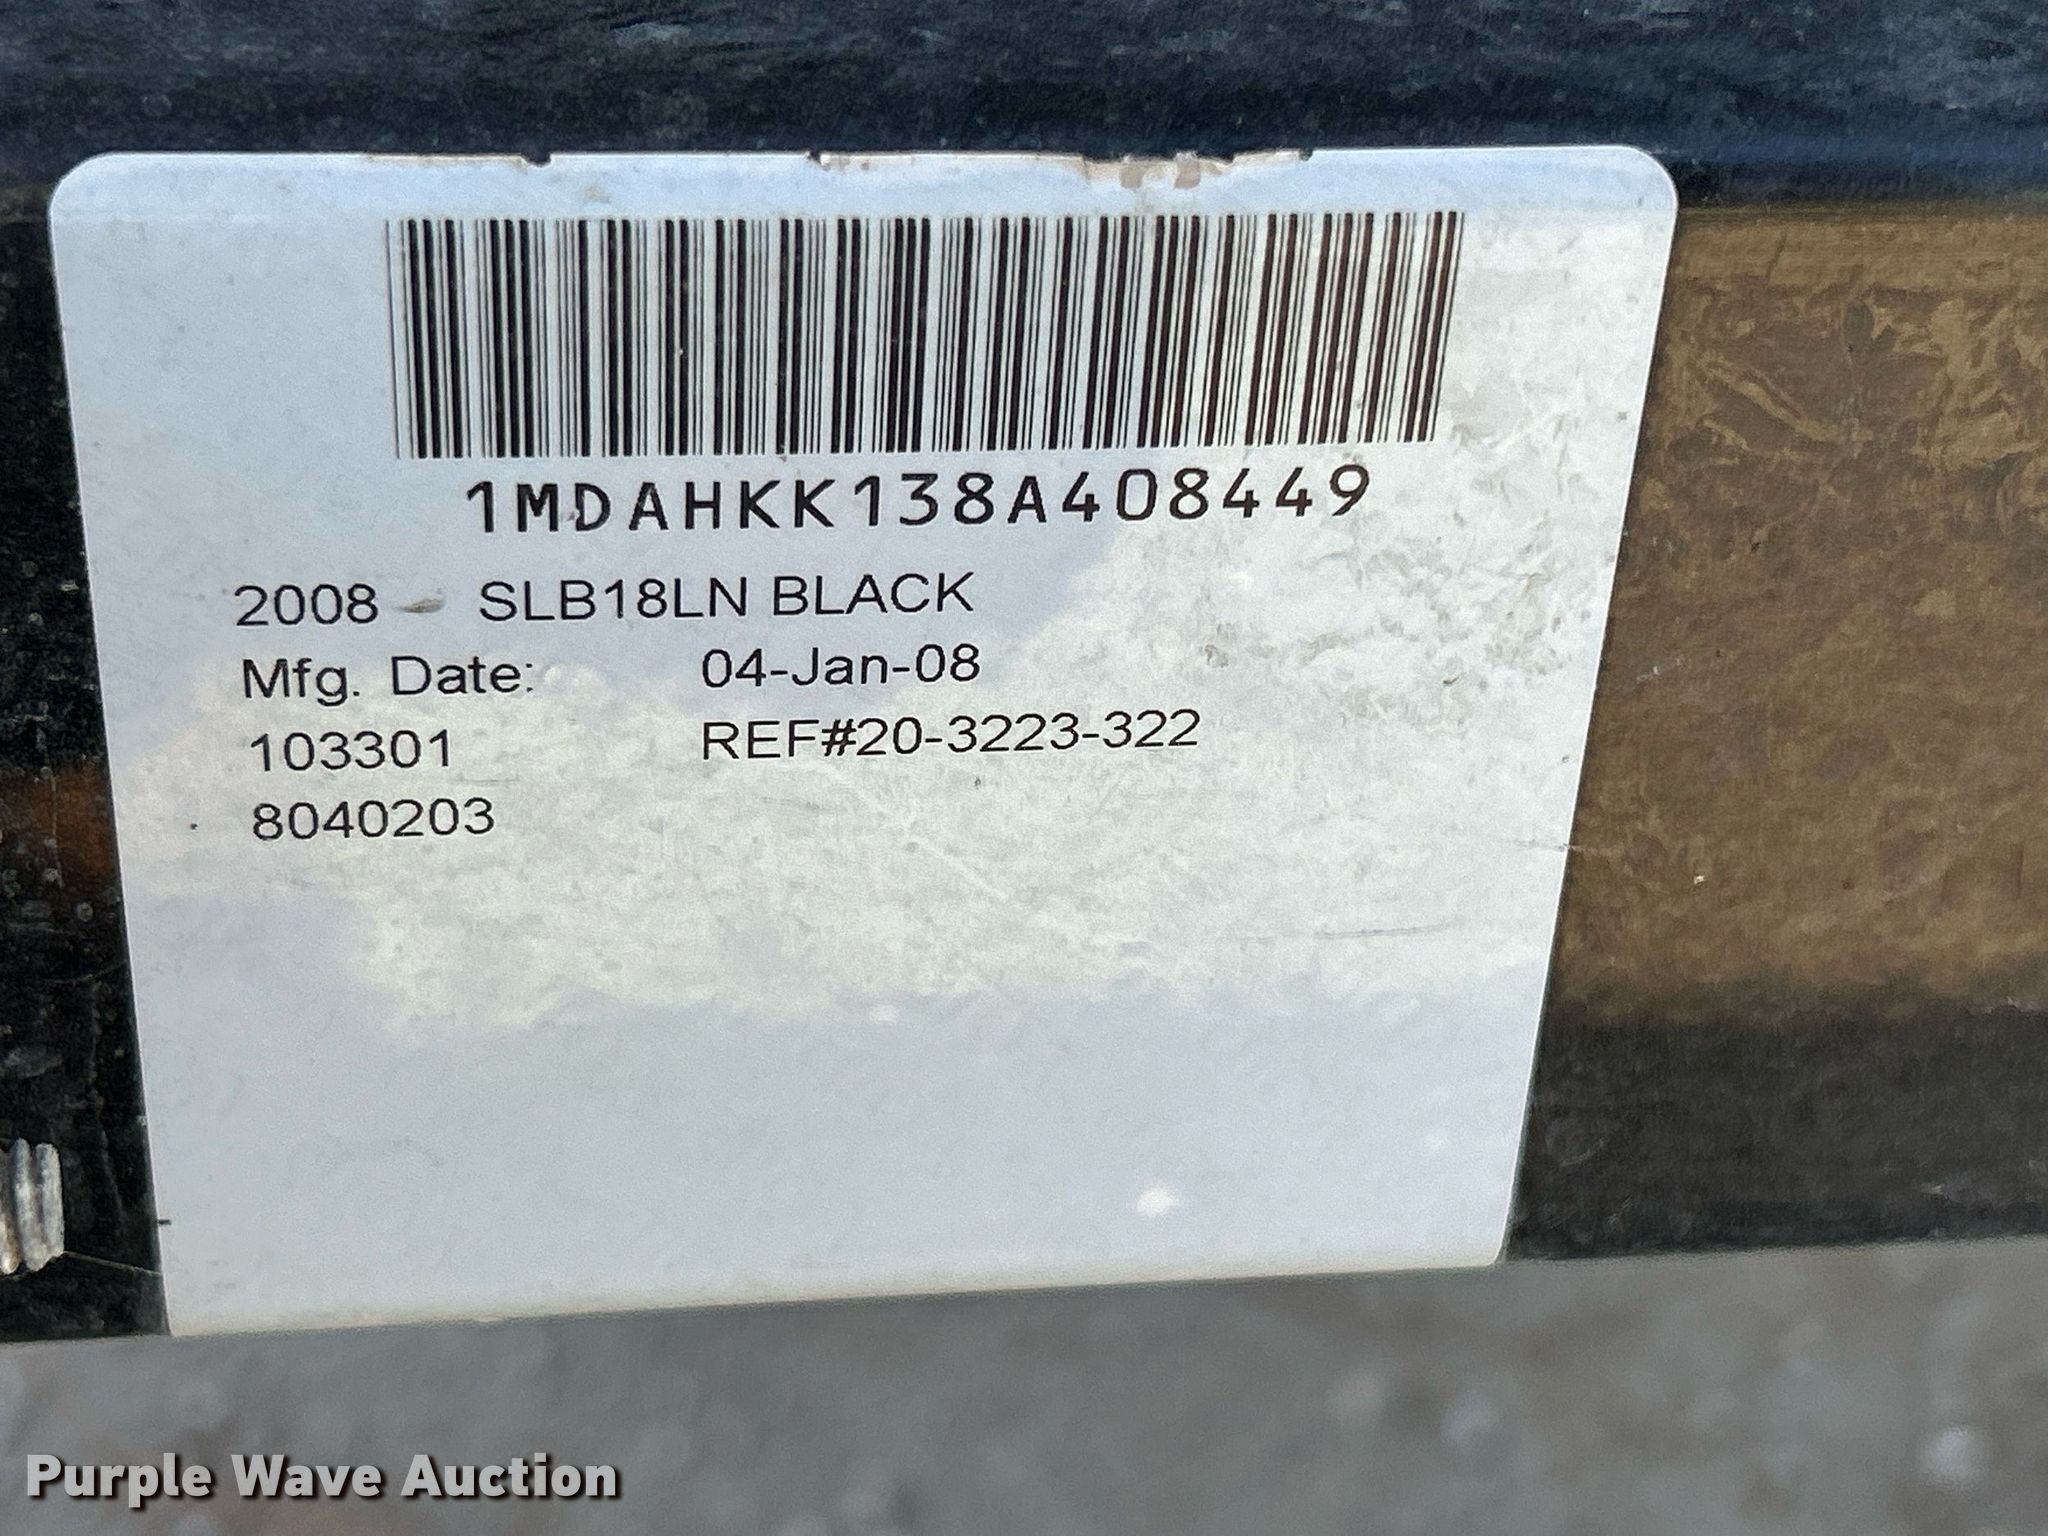 1MDAHKK138A408449
2008 - SLB18LN BLACK
Mfg. Date: 04-Jan-08
103301 REF#20-3223-322
8040203
Purple Wave Auction